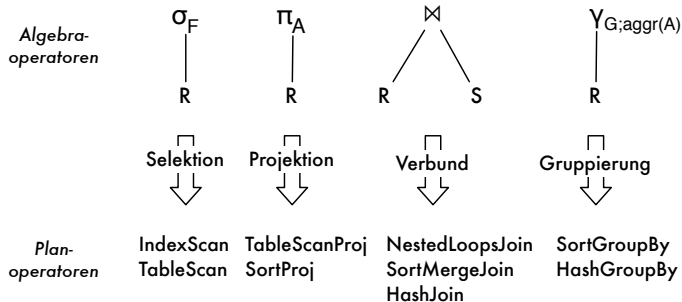 Algebra-
operatoren
σF πA ⋈ γG;aggr(A)
R R R S R
Selektion Projektion Verbund Gruppierung
Plan-
operatoren
IndexScan TableScanProj NestedLoopsJoin SortGroupBy
TableScan SortProj SortMergeJoin HashGroupBy
HashJoin